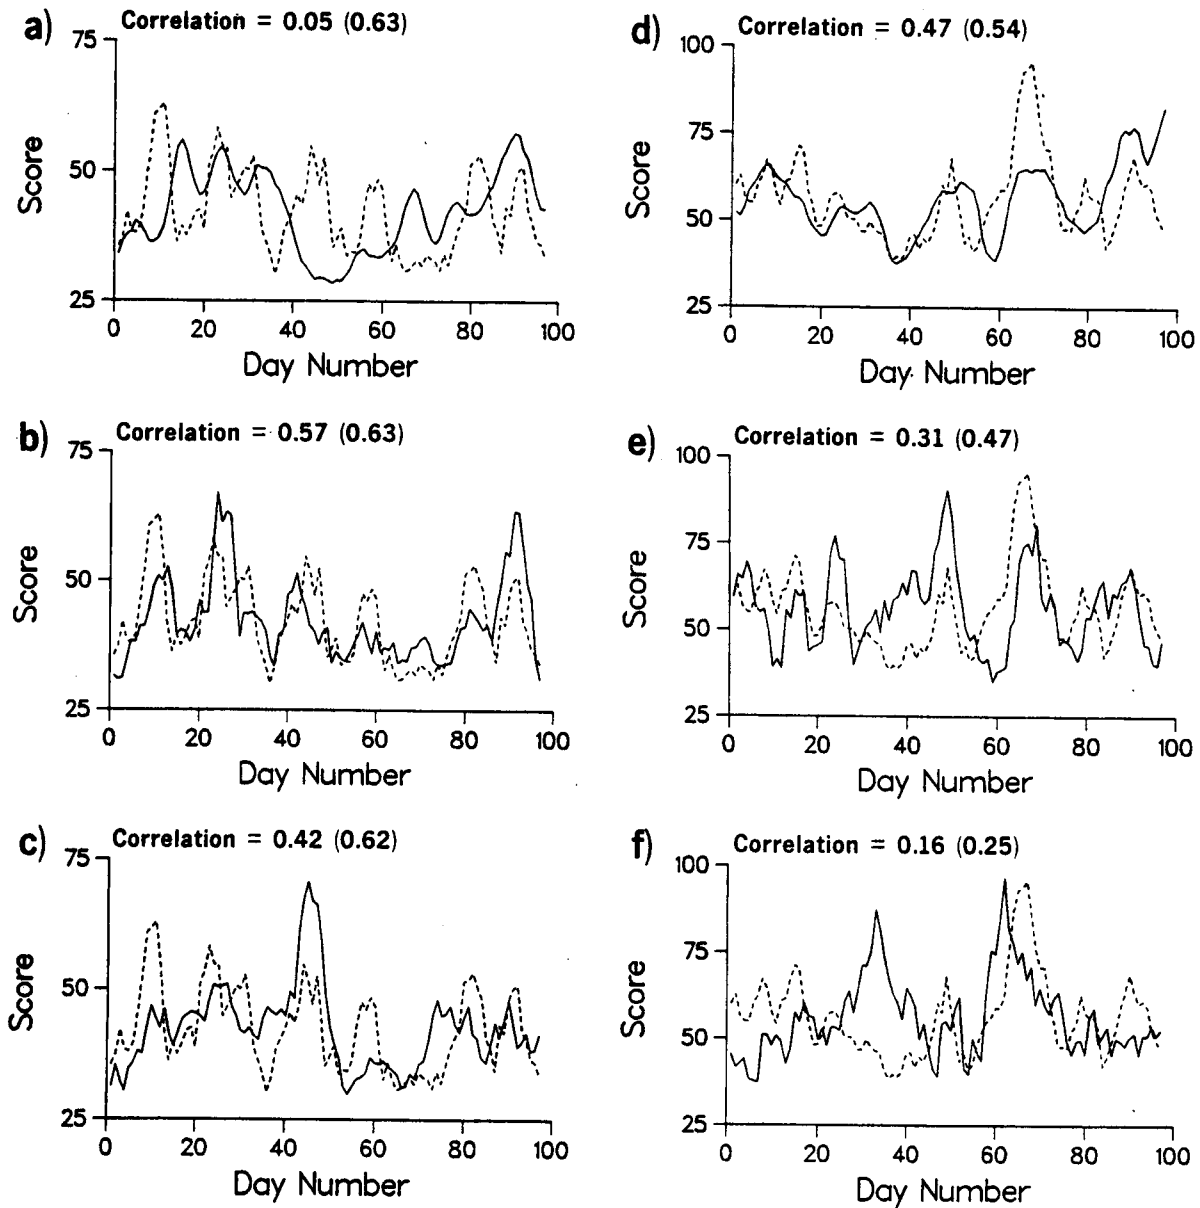 a) Correlation = 0.05 (0.63)
75
50
25
Score
0 20 40 60 80 100
Day Number
b) Correlation = 0.57 (0.63)
75
50
25
Score
0 20 40 60 80 100
Day Number
c) Correlation = 0.42 (0.62)
75
50
25
Score
0 20 40 60 80 100
Day Number
d) Correlation = 0.47 (0.54)
100
75
50
25
Score
0 20 40 60 80 100
Day Number
e) Correlation = 0.31 (0.47)
100
75
50
25
Score
0 20 40 60 80 100
Day Number
f) Correlation = 0.16 (0.25)
100
75
50
25
Score
0 20 40 60 80 100
Day Number